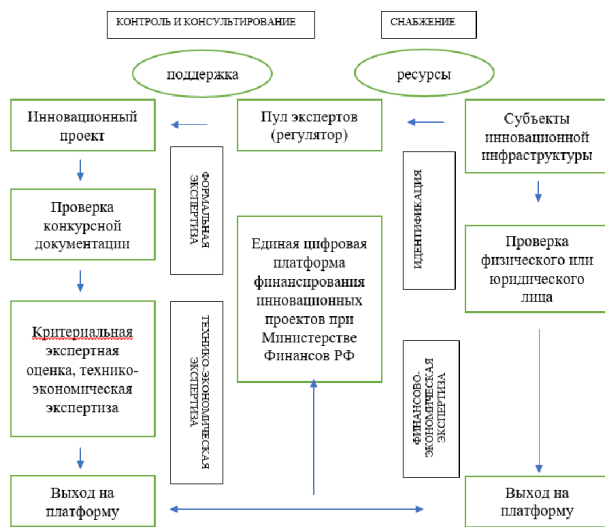 КОНТРОЛЬ И КОНСУЛЬТИРОВАНИЕ
СНАБЖЕНИЕ
поддержка
ресурсы
Инновационный
проект
Пул экспертов
(регулятор)
Субъекты
инновационной
инфраструктуры
ФОРМАЛЬНАЯ
ЭКСПЕРТИЗА
ИДЕНТИФИКАЦИЯ
Проверка
конкурсной
документации
Единая цифровая
платформа
финансирования
инновационных
проектов при
Министерстве
Финансов РФ
Проверка
физического или
юридического
лица
Критериальная
экспертная
оценка, технико-
экономическая
экспертиза
ТЕХНИКО-ЭКОНОМИЧЕСКАЯ
ЭКСПЕРТИЗА
ФИНАНСОВО-
ЭКОНОМИЧЕСКАЯ
ЭКСПЕРТИЗА
Выход на
платформу
Выход на
платформу